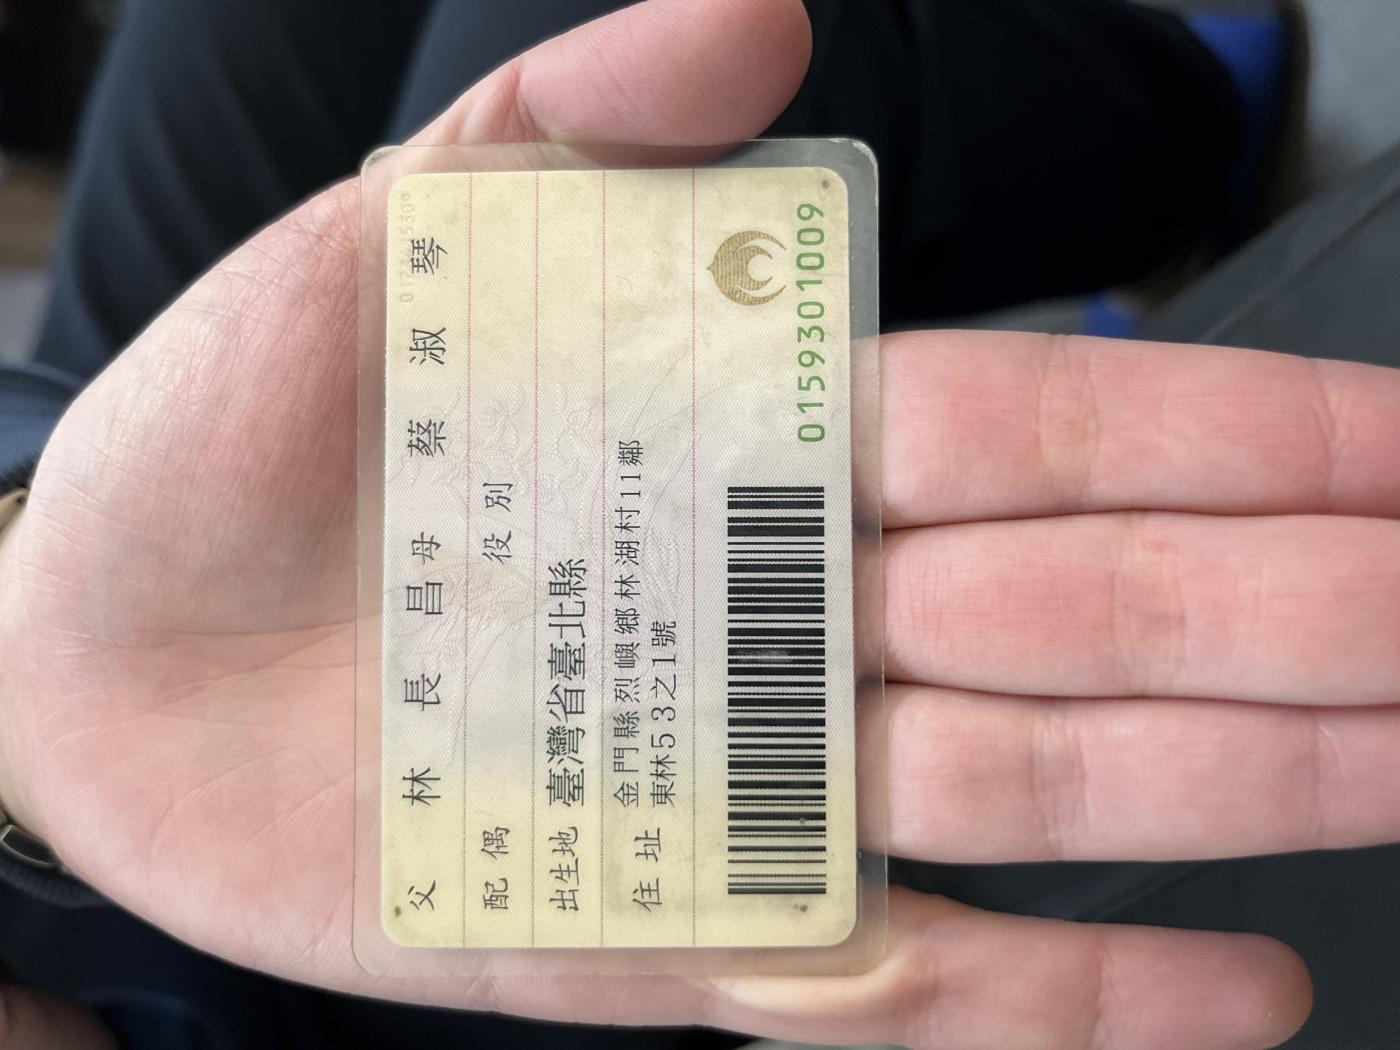 父 林長昌 母 蔡淑琴
配偶 役別
出生地 臺灣省臺北縣
住址 金門縣烈嶼鄉林湖村11鄰
東林53之1號
0159301009